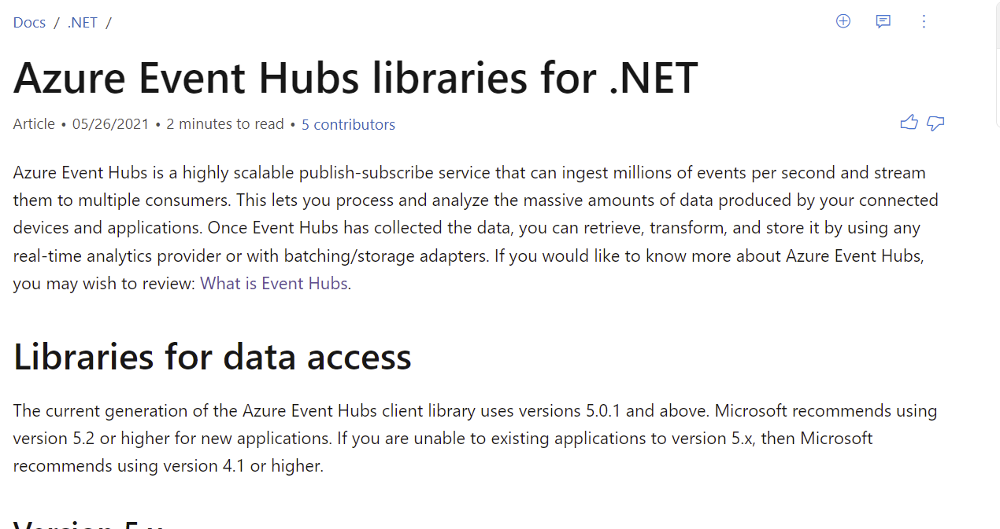 Docs / .NET /
Azure Event Hubs libraries for .NET
Article • 05/26/2021 • 2 minutes to read • 5 contributors
Azure Event Hubs is a highly scalable publish-subscribe service that can ingest millions of events per second and stream
them to multiple consumers. This lets you process and analyze the massive amounts of data produced by your connected
devices and applications. Once Event Hubs has collected the data, you can retrieve, transform, and store it by using any
real-time analytics provider or with batching/storage adapters. If you would like to know more about Azure Event Hubs,
you may wish to review: What is Event Hubs.
Libraries for data access
The current generation of the Azure Event Hubs client library uses versions 5.0.1 and above. Microsoft recommends using
version 5.2 or higher for new applications. If you are unable to existing applications to version 5.x, then Microsoft
recommends using version 4.1 or higher.
Version 5.x